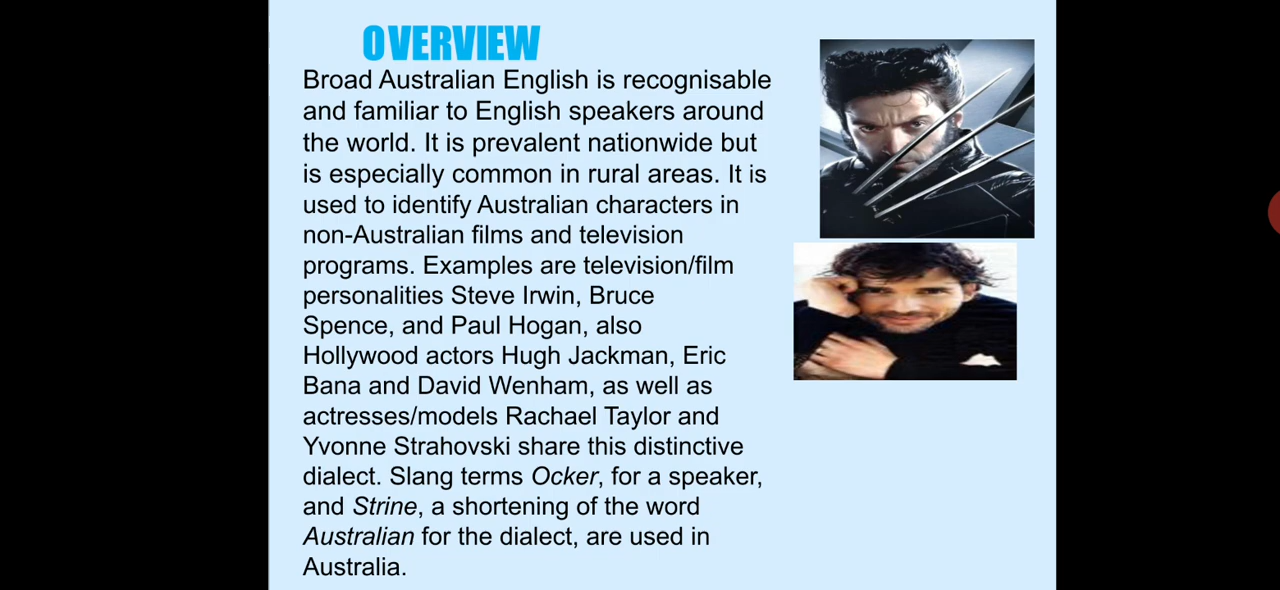 OVERVIEW
Broad Australian English is recognisable
and familiar to English speakers around
the world. It is prevalent nationwide but
is especially common in rural areas. It is
used to identify Australian characters in
non-Australian films and television
programs. Examples are television/film
personalities Steve Irwin, Bruce
Spence, and Paul Hogan, also
Hollywood actors Hugh Jackman, Eric
Bana and David Wenham, as well as
actresses/models Rachael Taylor and
Yvonne Strahovski share this distinctive
dialect. Slang terms Ocker, for a speaker,
and Strine, a shortening of the word
Australian for the dialect, are used in
Australia.